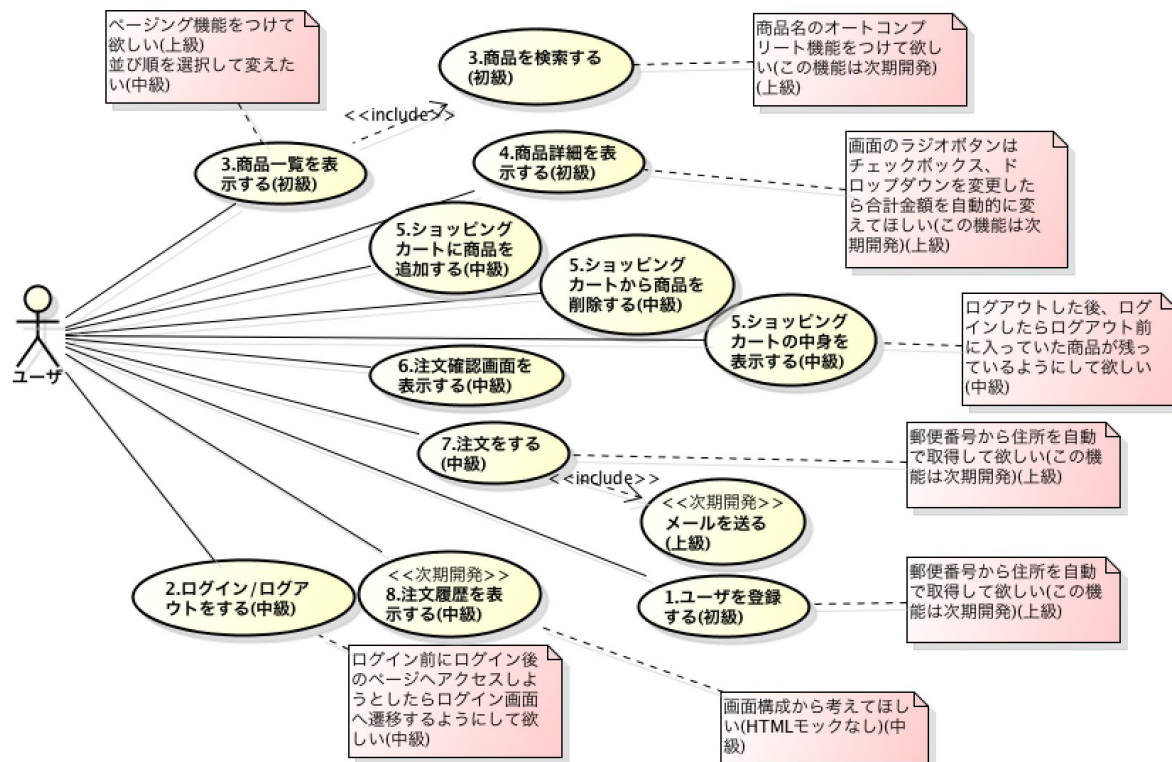 ページング機能をつけて
欲しい(上級)
並び順を選択して変えた
い(中級)
3.商品を検索する
(初級)
商品名のオートコンプ
リート機能をつけて欲し
い(この機能は次期開発)
(上級)
<<include>>
3.商品一覧を表
示する(初級)
4.商品詳細を表
示する(初級)
画面のラジオボタンは
チェックボックス、ド
ロップダウンを変更した
ら合計金額を自動的に変
えてほしい(この機能は次
期開発)(上級)
5.ショッピング
カートに商品を
追加する(中級)
5.ショッピング
カートから商品を
削除する(中級)
5.ショッピング
カートの中身を
表示する(中級)
ログアウトした後、ログ
インしたらログアウト前
に入っていた商品が残っ
ているようにして欲しい
(中級)
ユーザ
6.注文確認画面を
表示する(中級)
7.注文をする
(中級)
郵便番号から住所を自動
で取得して欲しい(この機
能は次期開発)(上級)
<<include>>
<<次期開発>>
メールを送る
(上級)
2.ログイン/ログア
ウトをする(中級)
<<次期開発>>
8.注文履歴を表
示する(中級)
1.ユーザを登録
する(初級)
郵便番号から住所を自動
で取得して欲しい(この機
能は次期開発)(上級)
ログイン前にログイン後
のページへアクセスしよ
うとしたらログイン画面
へ遷移するようにして欲
しい(中級)
画面構成から考えてほし
い(HTMLモックなし)(中
級)